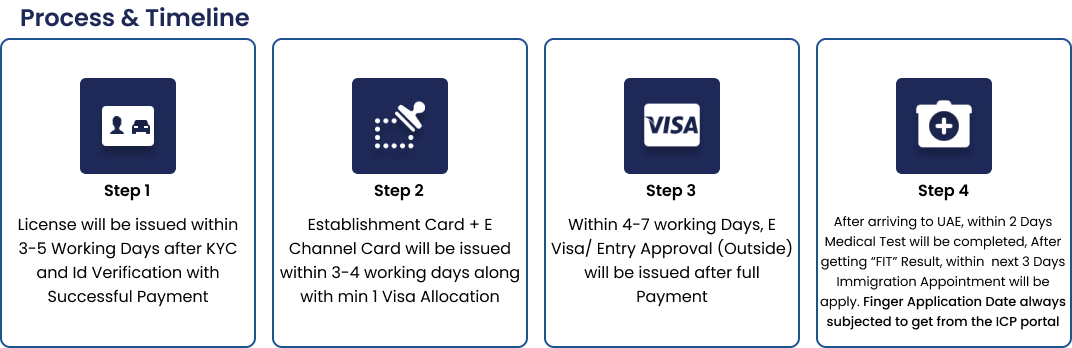 Process & Timeline
Step 1
License will be issued within
3-5 Working Days after KYC
and Id Verification with
Successful Payment
Step 2
Establishment Card + E
Channel Card will be issued
within 3-4 working days along
with min 1 Visa Allocation
VISA
Step 3
Within 4-7 working Days, E
Visa/ Entry Approval (Outside)
will be issued after full
Payment
Step 4
After arriving to UAE, within 2 Days
Medical Test will be completed, After
getting “FIT” Result, within  next 3 Days
Immigration Appointment will be
apply. Finger Application Date always
subjected to get from the ICP portal